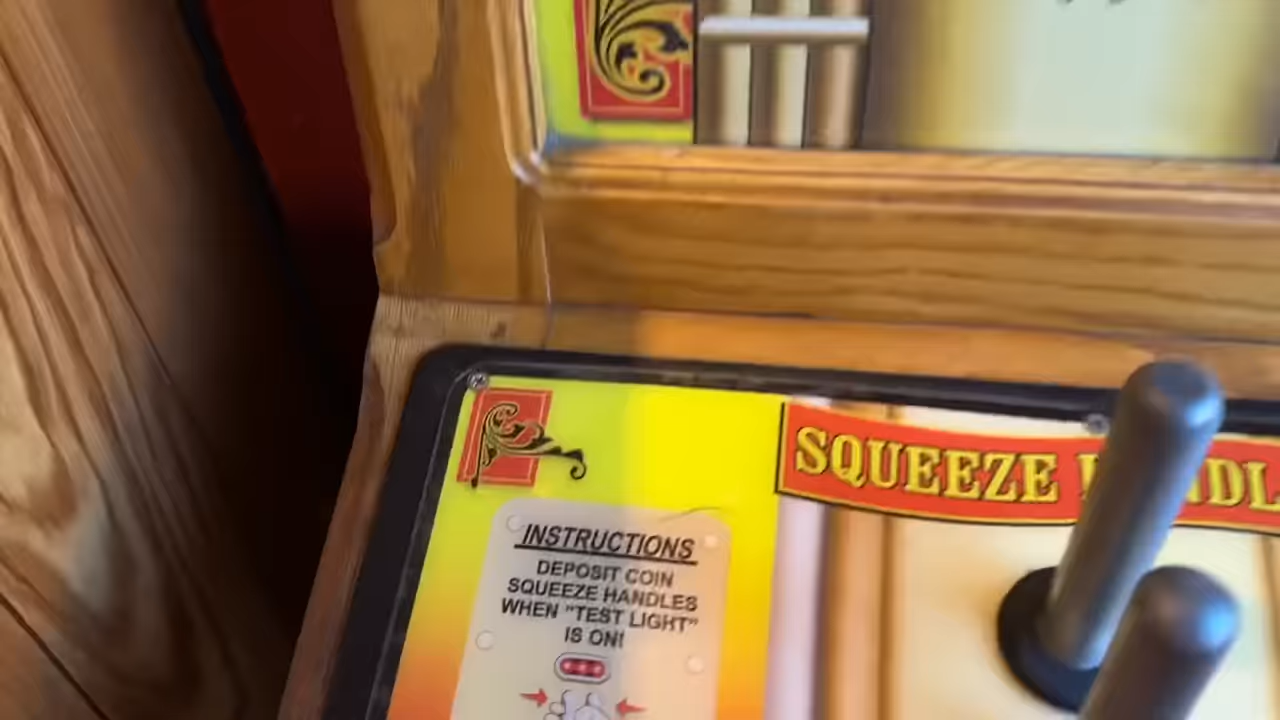 SQUEEZE
INSTRUCTIONS
DEPOSIT COIN
SQUEEZE HANDLES
WHEN "TEST LIGHT"
IS ON!